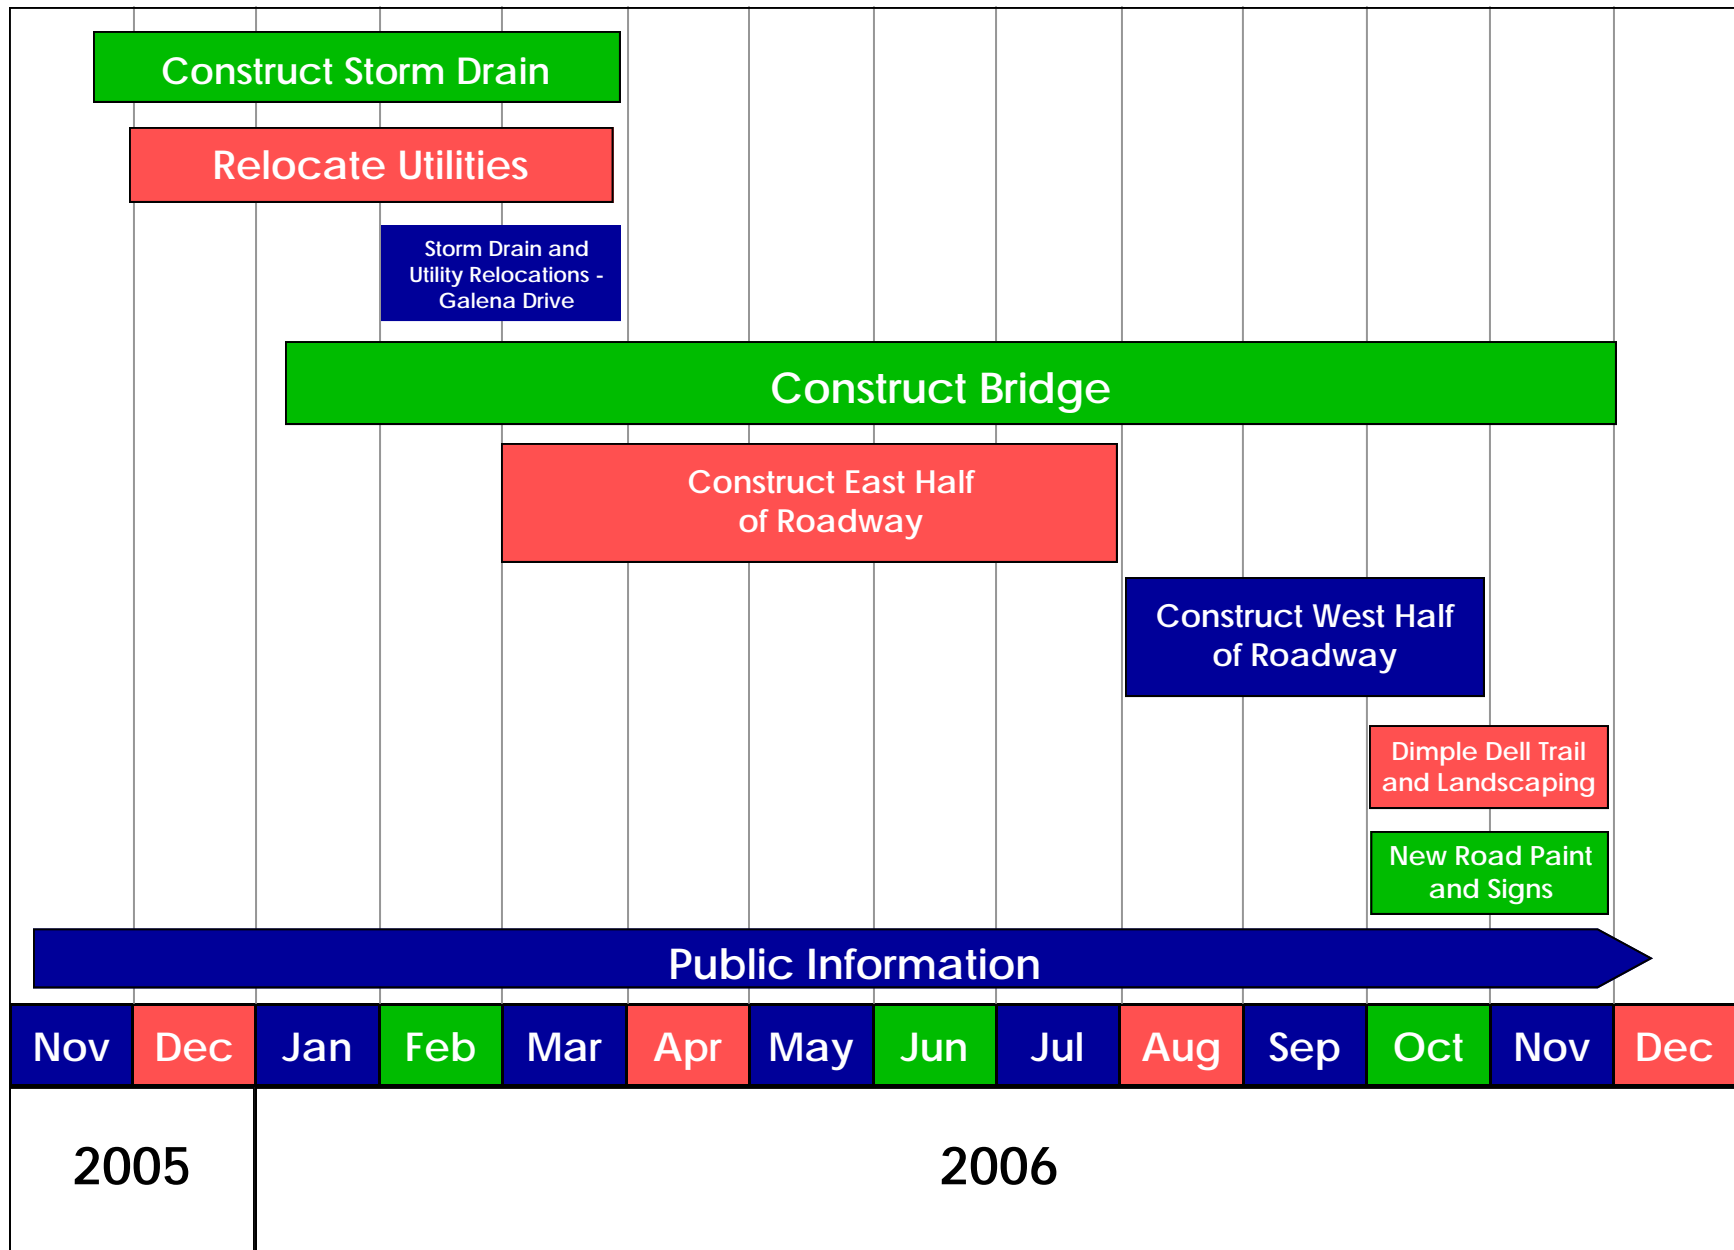 Construct Storm Drain
Relocate Utilities
Storm Drain and
Utility Relocations -
Galena Drive
Construct Bridge
Construct East Half
of Roadway
Construct West Half
of Roadway
Dimple Dell Trail
and Landscaping
New Road Paint
and Signs
Public Information
Nov Dec Jan Feb Mar Apr May Jun Jul Aug Sep Oct Nov Dec
2005 2006